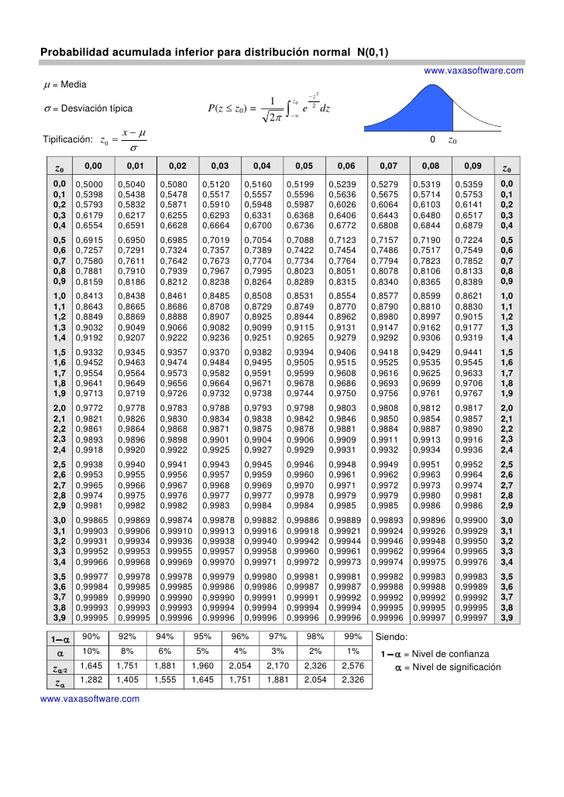 Probabilidad acumulada inferior para distribución normal N(0,1)
www.vaxasoftware.com
μ = Media
σ = Desviación típica
P(z ≤ z0) = 1/√2π ∫ z0 −∞ e −z²/2 dz
Tipificación: z0 = x − μ / σ
0 z0
z0 0,00 0,01 0,02 0,03 0,04 0,05 0,06 0,07 0,08 0,09 z0
0,0 0,5000 0,5040 0,5080 0,5120 0,5160 0,5199 0,5239 0,5279 0,5319 0,5359 0,0
0,1 0,5398 0,5438 0,5478 0,5517 0,5557 0,5596 0,5636 0,5675 0,5714 0,5753 0,1
0,2 0,5793 0,5832 0,5871 0,5910 0,5948 0,5987 0,6026 0,6064 0,6103 0,6141 0,2
0,3 0,6179 0,6217 0,6255 0,6293 0,6331 0,6368 0,6406 0,6443 0,6480 0,6517 0,3
0,4 0,6554 0,6591 0,6628 0,6664 0,6700 0,6736 0,6772 0,6808 0,6844 0,6879 0,4
0,5 0,6915 0,6950 0,6985 0,7019 0,7054 0,7088 0,7123 0,7157 0,7190 0,7224 0,5
0,6 0,7257 0,7291 0,7324 0,7357 0,7389 0,7422 0,7454 0,7486 0,7517 0,7549 0,6
0,7 0,7580 0,7611 0,7642 0,7673 0,7704 0,7734 0,7764 0,7794 0,7823 0,7852 0,7
0,8 0,7881 0,7910 0,7939 0,7967 0,7995 0,8023 0,8051 0,8078 0,8106 0,8133 0,8
0,9 0,8159 0,8186 0,8212 0,8238 0,8264 0,8289 0,8315 0,8340 0,8365 0,8389 0,9
1,0 0,8413 0,8438 0,8461 0,8485 0,8508 0,8531 0,8554 0,8577 0,8599 0,8621 1,0
1,1 0,8643 0,8665 0,8686 0,8708 0,8729 0,8749 0,8770 0,8790 0,8810 0,8830 1,1
1,2 0,8849 0,8869 0,8888 0,8907 0,8925 0,8944 0,8962 0,8980 0,8997 0,9015 1,2
1,3 0,9032 0,9049 0,9066 0,9082 0,9099 0,9115 0,9131 0,9147 0,9162 0,9177 1,3
1,4 0,9192 0,9207 0,9222 0,9236 0,9251 0,9265 0,9279 0,9292 0,9306 0,9319 1,4
1,5 0,9332 0,9345 0,9357 0,9370 0,9382 0,9394 0,9406 0,9418 0,9429 0,9441 1,5
1,6 0,9452 0,9463 0,9474 0,9484 0,9495 0,9505 0,9515 0,9525 0,9535 0,9545 1,6
1,7 0,9554 0,9564 0,9573 0,9582 0,9591 0,9599 0,9608 0,9616 0,9625 0,9633 1,7
1,8 0,9641 0,9649 0,9656 0,9664 0,9671 0,9678 0,9686 0,9693 0,9699 0,9706 1,8
1,9 0,9713 0,9719 0,9726 0,9732 0,9738 0,9744 0,9750 0,9756 0,9761 0,9767 1,9
2,0 0,9772 0,9778 0,9783 0,9788 0,9793 0,9798 0,9803 0,9808 0,9812 0,9817 2,0
2,1 0,9821 0,9826 0,9830 0,9834 0,9838 0,9842 0,9846 0,9850 0,9854 0,9857 2,1
2,2 0,9861 0,9864 0,9868 0,9871 0,9875 0,9878 0,9881 0,9884 0,9887 0,9890 2,2
2,3 0,9893 0,9896 0,9898 0,9901 0,9904 0,9906 0,9909 0,9911 0,9913 0,9916 2,3
2,4 0,9918 0,9920 0,9922 0,9925 0,9927 0,9929 0,9931 0,9932 0,9934 0,9936 2,4
2,5 0,9938 0,9940 0,9941 0,9943 0,9945 0,9946 0,9948 0,9949 0,9951 0,9952 2,5
2,6 0,9953 0,9955 0,9956 0,9957 0,9959 0,9960 0,9961 0,9962 0,9963 0,9964 2,6
2,7 0,9965 0,9966 0,9967 0,9968 0,9969 0,9970 0,9971 0,9972 0,9973 0,9974 2,7
2,8 0,9974 0,9975 0,9976 0,9977 0,9977 0,9978 0,9979 0,9979 0,9980 0,9981 2,8
2,9 0,9981 0,9982 0,9982 0,9983 0,9984 0,9984 0,9985 0,9985 0,9986 0,9986 2,9
3,0 0,99865 0,99869 0,99874 0,99878 0,99882 0,99886 0,99889 0,99893 0,99896 0,99900 3,0
3,1 0,99903 0,99906 0,99910 0,99913 0,99916 0,99918 0,99921 0,99924 0,99926 0,99929 3,1
3,2 0,99931 0,99934 0,99936 0,99938 0,99940 0,99942 0,99944 0,99946 0,99948 0,99950 3,2
3,3 0,99952 0,99953 0,99955 0,99957 0,99958 0,99960 0,99961 0,99962 0,99964 0,99965 3,3
3,4 0,99966 0,99968 0,99969 0,99970 0,99971 0,99972 0,99973 0,99974 0,99975 0,99976 3,4
3,5 0,99977 0,99978 0,99978 0,99979 0,99980 0,99981 0,99981 0,99982 0,99983 0,99983 3,5
3,6 0,99984 0,99985 0,99985 0,99986 0,99986 0,99987 0,99987 0,99988 0,99988 0,99989 3,6
3,7 0,99989 0,99990 0,99990 0,99990 0,99991 0,99991 0,99992 0,99992 0,99992 0,99992 3,7
3,8 0,99993 0,99993 0,99993 0,99994 0,99994 0,99994 0,99994 0,99995 0,99995 0,99995 3,8
3,9 0,99995 0,99995 0,99996 0,99996 0,99996 0,99996 0,99996 0,99996 0,99997 0,99997 3,9
1−α 90% 92% 94% 95% 96% 97% 98% 99% Siendo:
α 10% 8% 6% 5% 4% 3% 2% 1% 1−α = Nivel de confianza
zα/2 1,645 1,751 1,881 1,960 2,054 2,170 2,326 2,576 α = Nivel de significación
zα 1,282 1,405 1,555 1,645 1,751 1,881 2,054 2,326
www.vaxasoftware.com